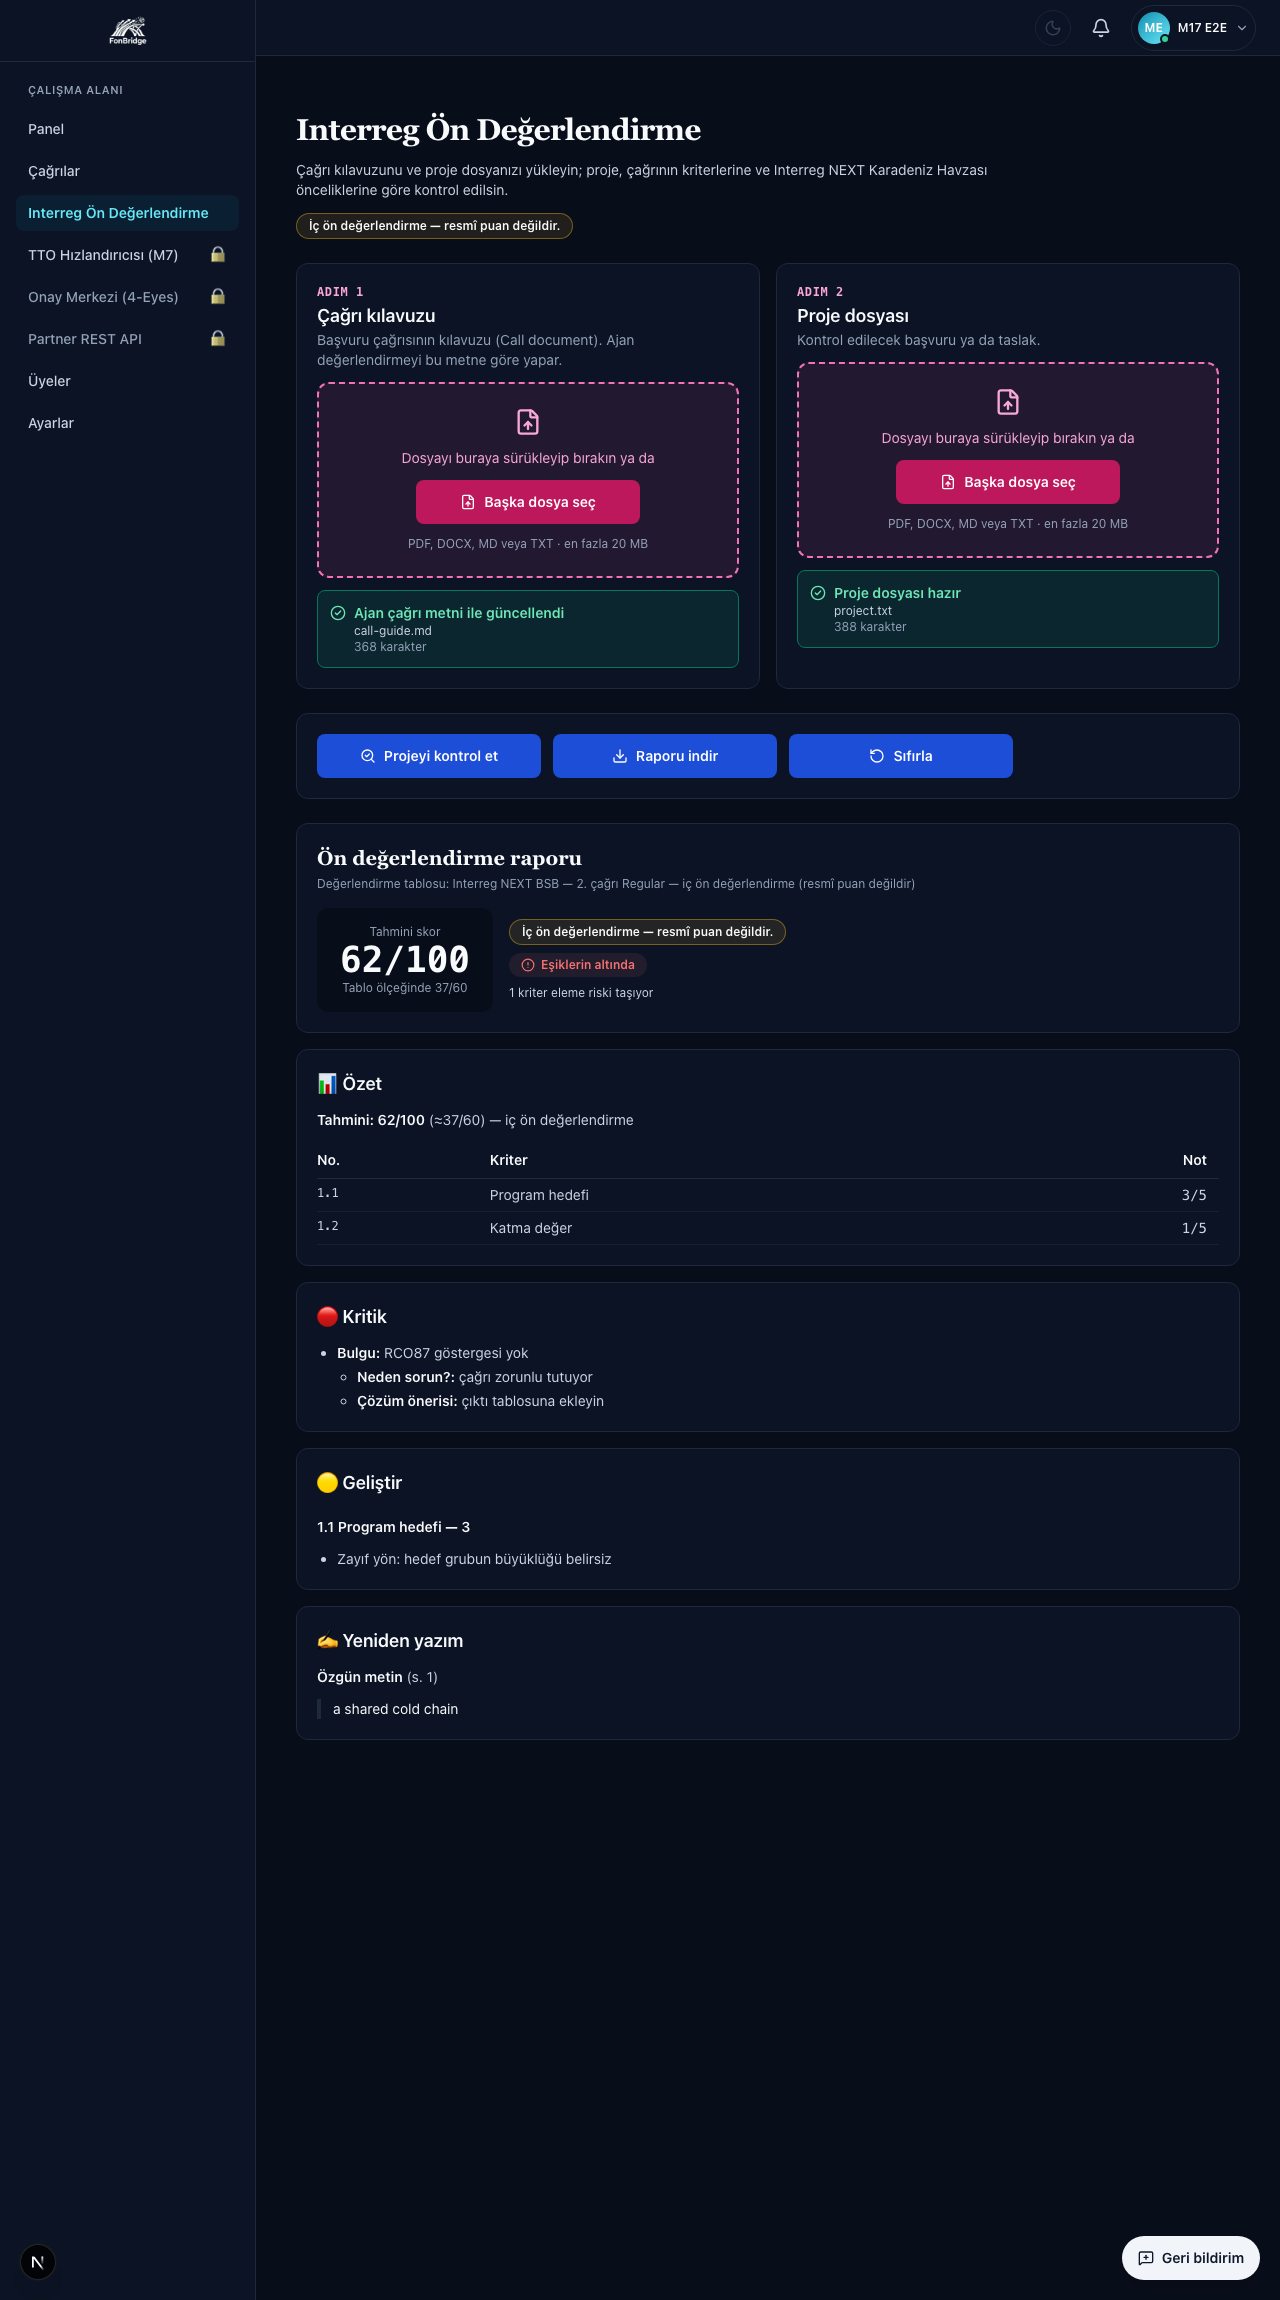 FonBridge
ÇALIŞMA ALANI
Panel
Çağrılar
Interreg Ön Değerlendirme
TTO Hızlandırıcısı (M7)
Onay Merkezi (4-Eyes)
Partner REST API
Üyeler
Ayarlar
ME
M17 E2E
Interreg Ön Değerlendirme
Çağrı kılavuzunu ve proje dosyanızı yükleyin; proje, çağrının kriterlerine ve Interreg NEXT Karadeniz Havzası
önceliklerine göre kontrol edilsin.
İç ön değerlendirme — resmî puan değildir.
ADIM 1
Çağrı kılavuzu
Başvuru çağrısının kılavuzu (Call document). Ajan
değerlendirmeyi bu metne göre yapar.
Dosyayı buraya sürükleyip bırakın ya da
Başka dosya seç
PDF, DOCX, MD veya TXT · en fazla 20 MB
Ajan çağrı metni ile güncellendi
call-guide.md
368 karakter
ADIM 2
Proje dosyası
Kontrol edilecek başvuru ya da taslak.
Dosyayı buraya sürükleyip bırakın ya da
Başka dosya seç
PDF, DOCX, MD veya TXT · en fazla 20 MB
Proje dosyası hazır
project.txt
388 karakter
Projeyi kontrol et
Raporu indir
Sıfırla
Ön değerlendirme raporu
Değerlendirme tablosu: Interreg NEXT BSB — 2. çağrı Regular — iç ön değerlendirme (resmî puan değildir)
Tahmini skor
62/100
Tablo ölçeğinde 37/60
İç ön değerlendirme — resmî puan değildir.
Eşiklerin altında
1 kriter eleme riski taşıyor
📊 Özet
Tahmini: 62/100 (≈37/60) — iç ön değerlendirme
No. Kriter Not
1.1 Program hedefi 3/5
1.2 Katma değer 1/5
🔴 Kritik
• Bulgu: RCO87 göstergesi yok
◦ Neden sorun?: çağrı zorunlu tutuyor
◦ Çözüm önerisi: çıktı tablosuna ekleyin
🟡 Geliştir
1.1 Program hedefi — 3
• Zayıf yön: hedef grubun büyüklüğü belirsiz
✍️ Yeniden yazım
Özgün metin (s. 1)
a shared cold chain
N
Geri bildirim